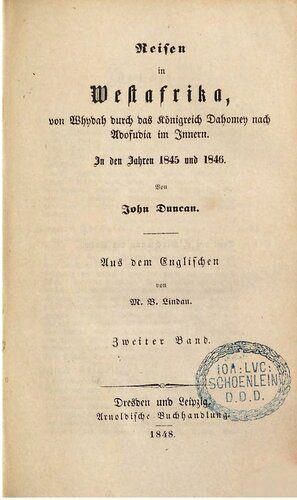 Reisen
in
Westafrika,
von Whydah durch das Königreich Dahomey nach
Adofudia im Innern.
In den Jahren 1845 und 1846.
Von
John Duncan.
Aus dem Englischen
von
M. B. Lindau.
Zweiter Band.
IOA:LVC:
SCHOENLEIN
D.D.D.
Dresden und Leipzig,
Arnoldische Buchhandlung.
1848.